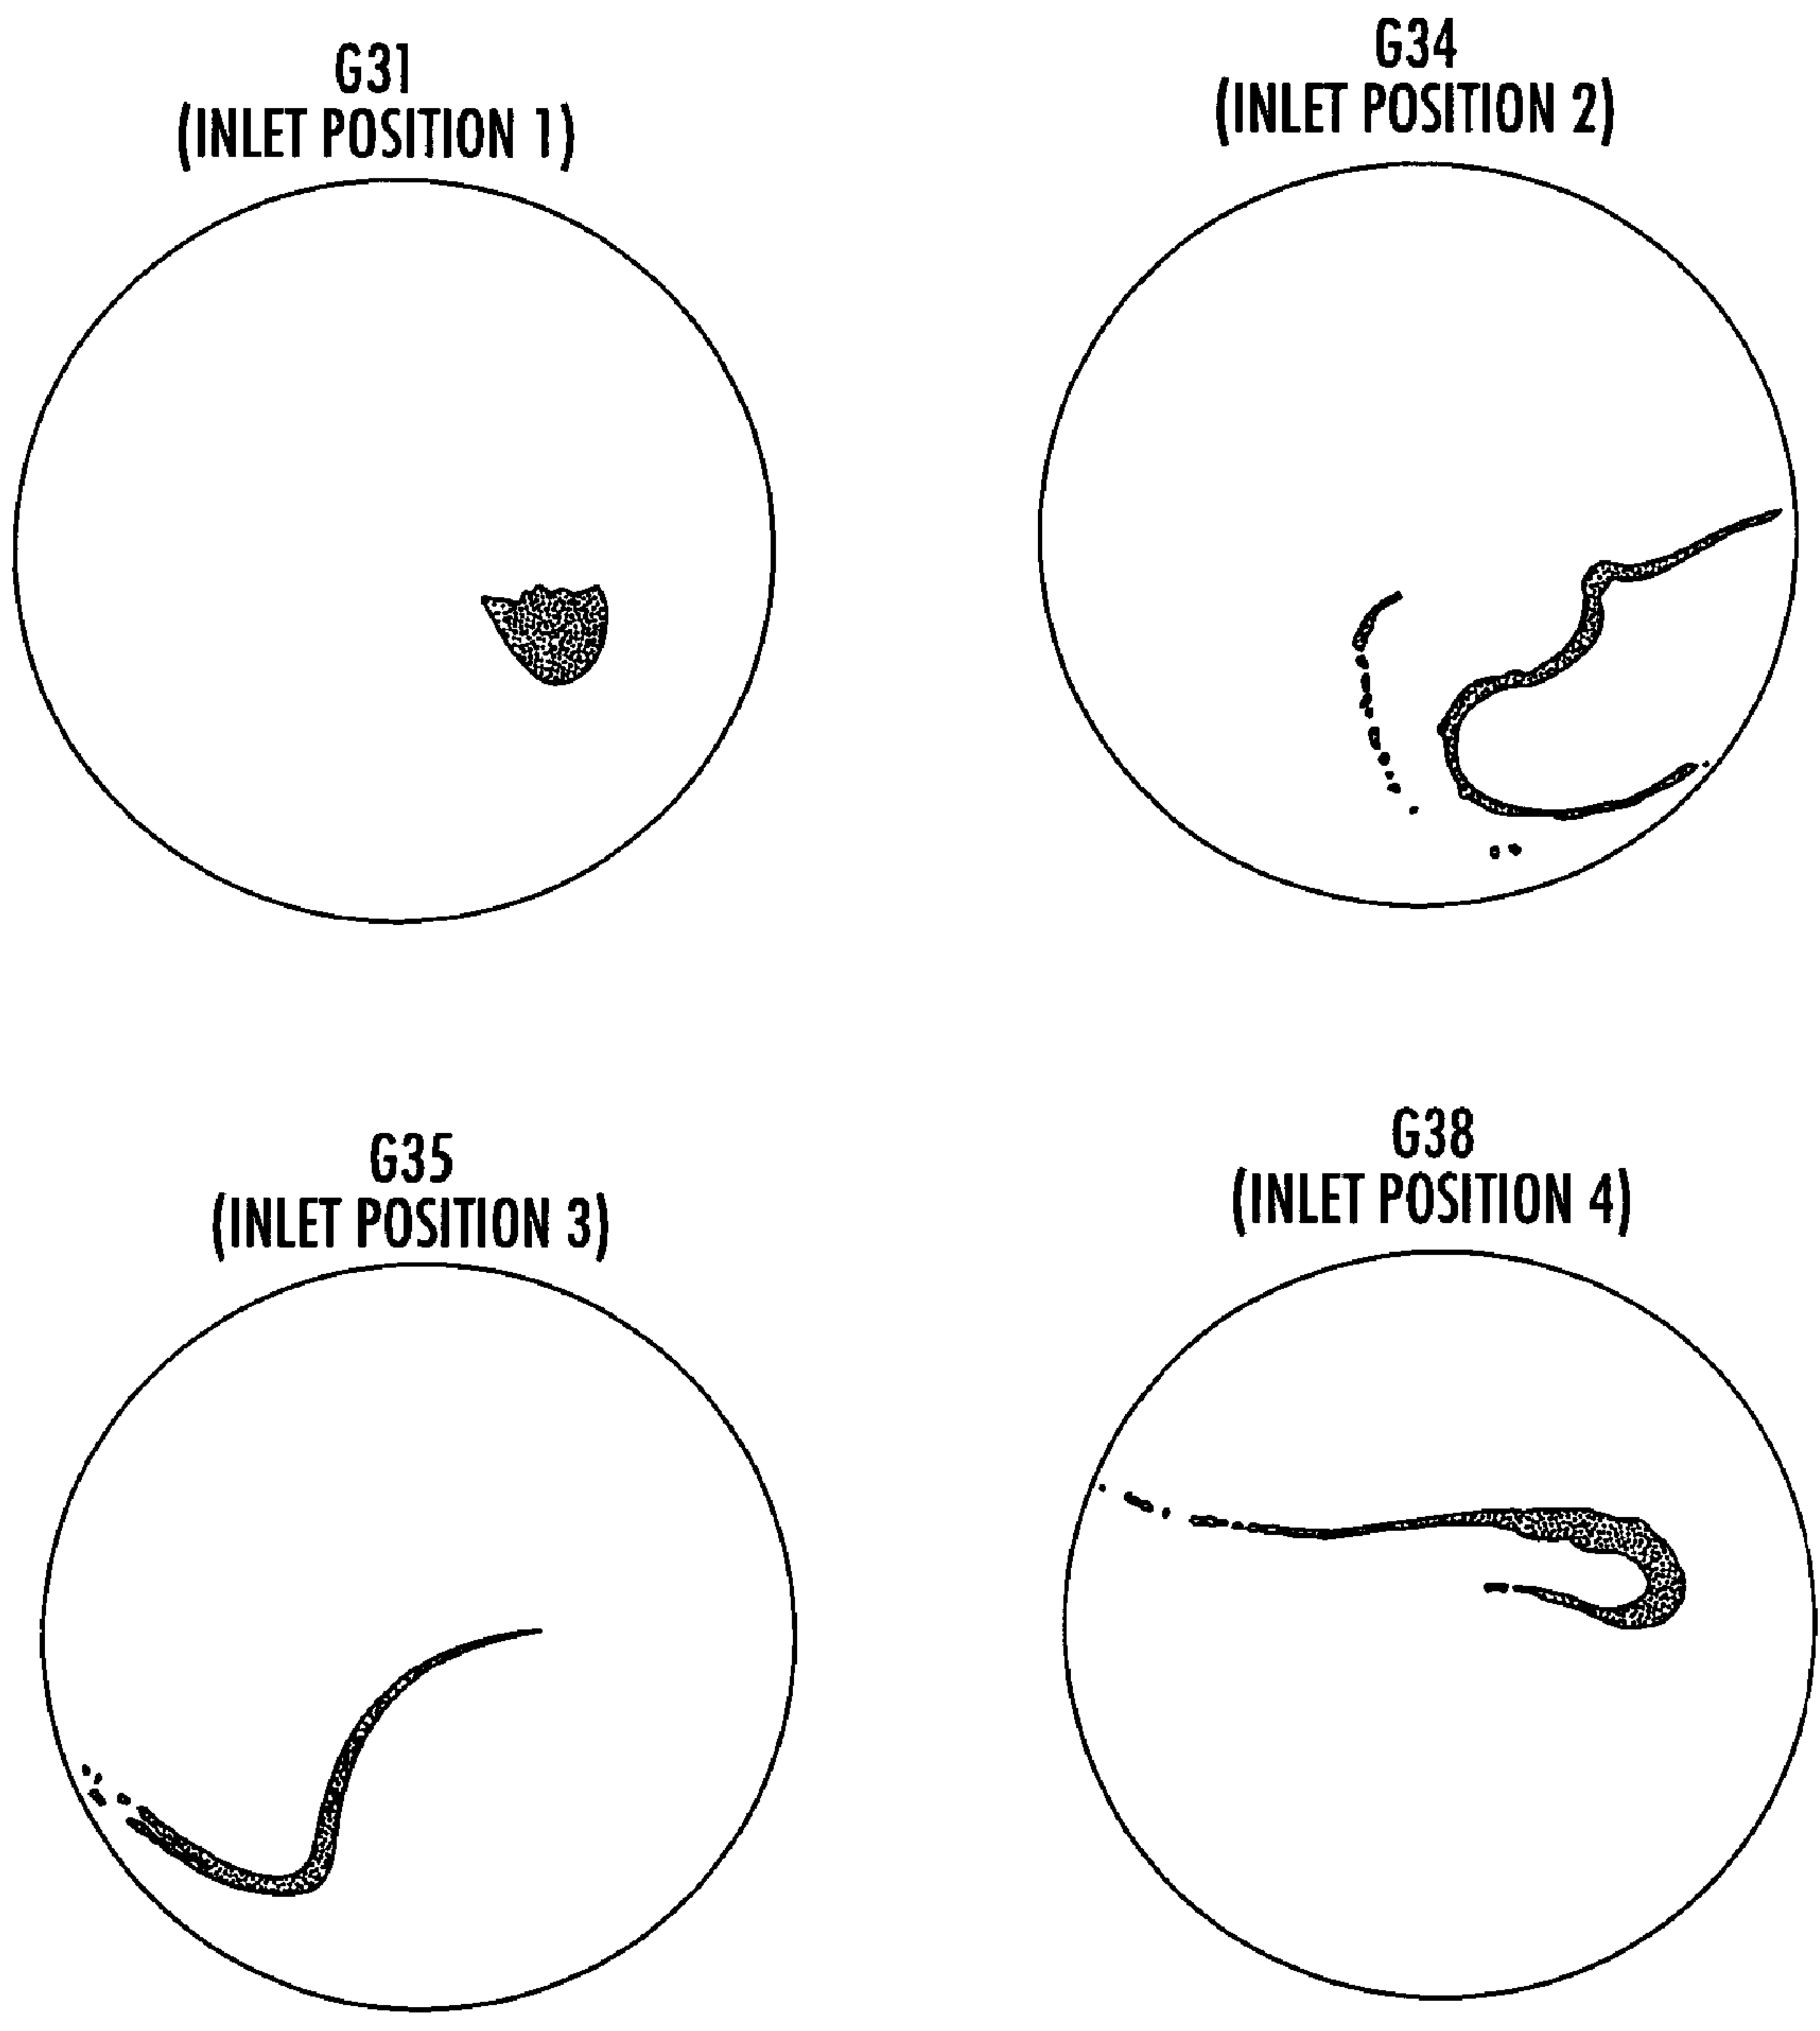 G31
(INLET POSITION 1)
G34
(INLET POSITION 2)
G35
(INLET POSITION 3)
G38
(INLET POSITION 4)